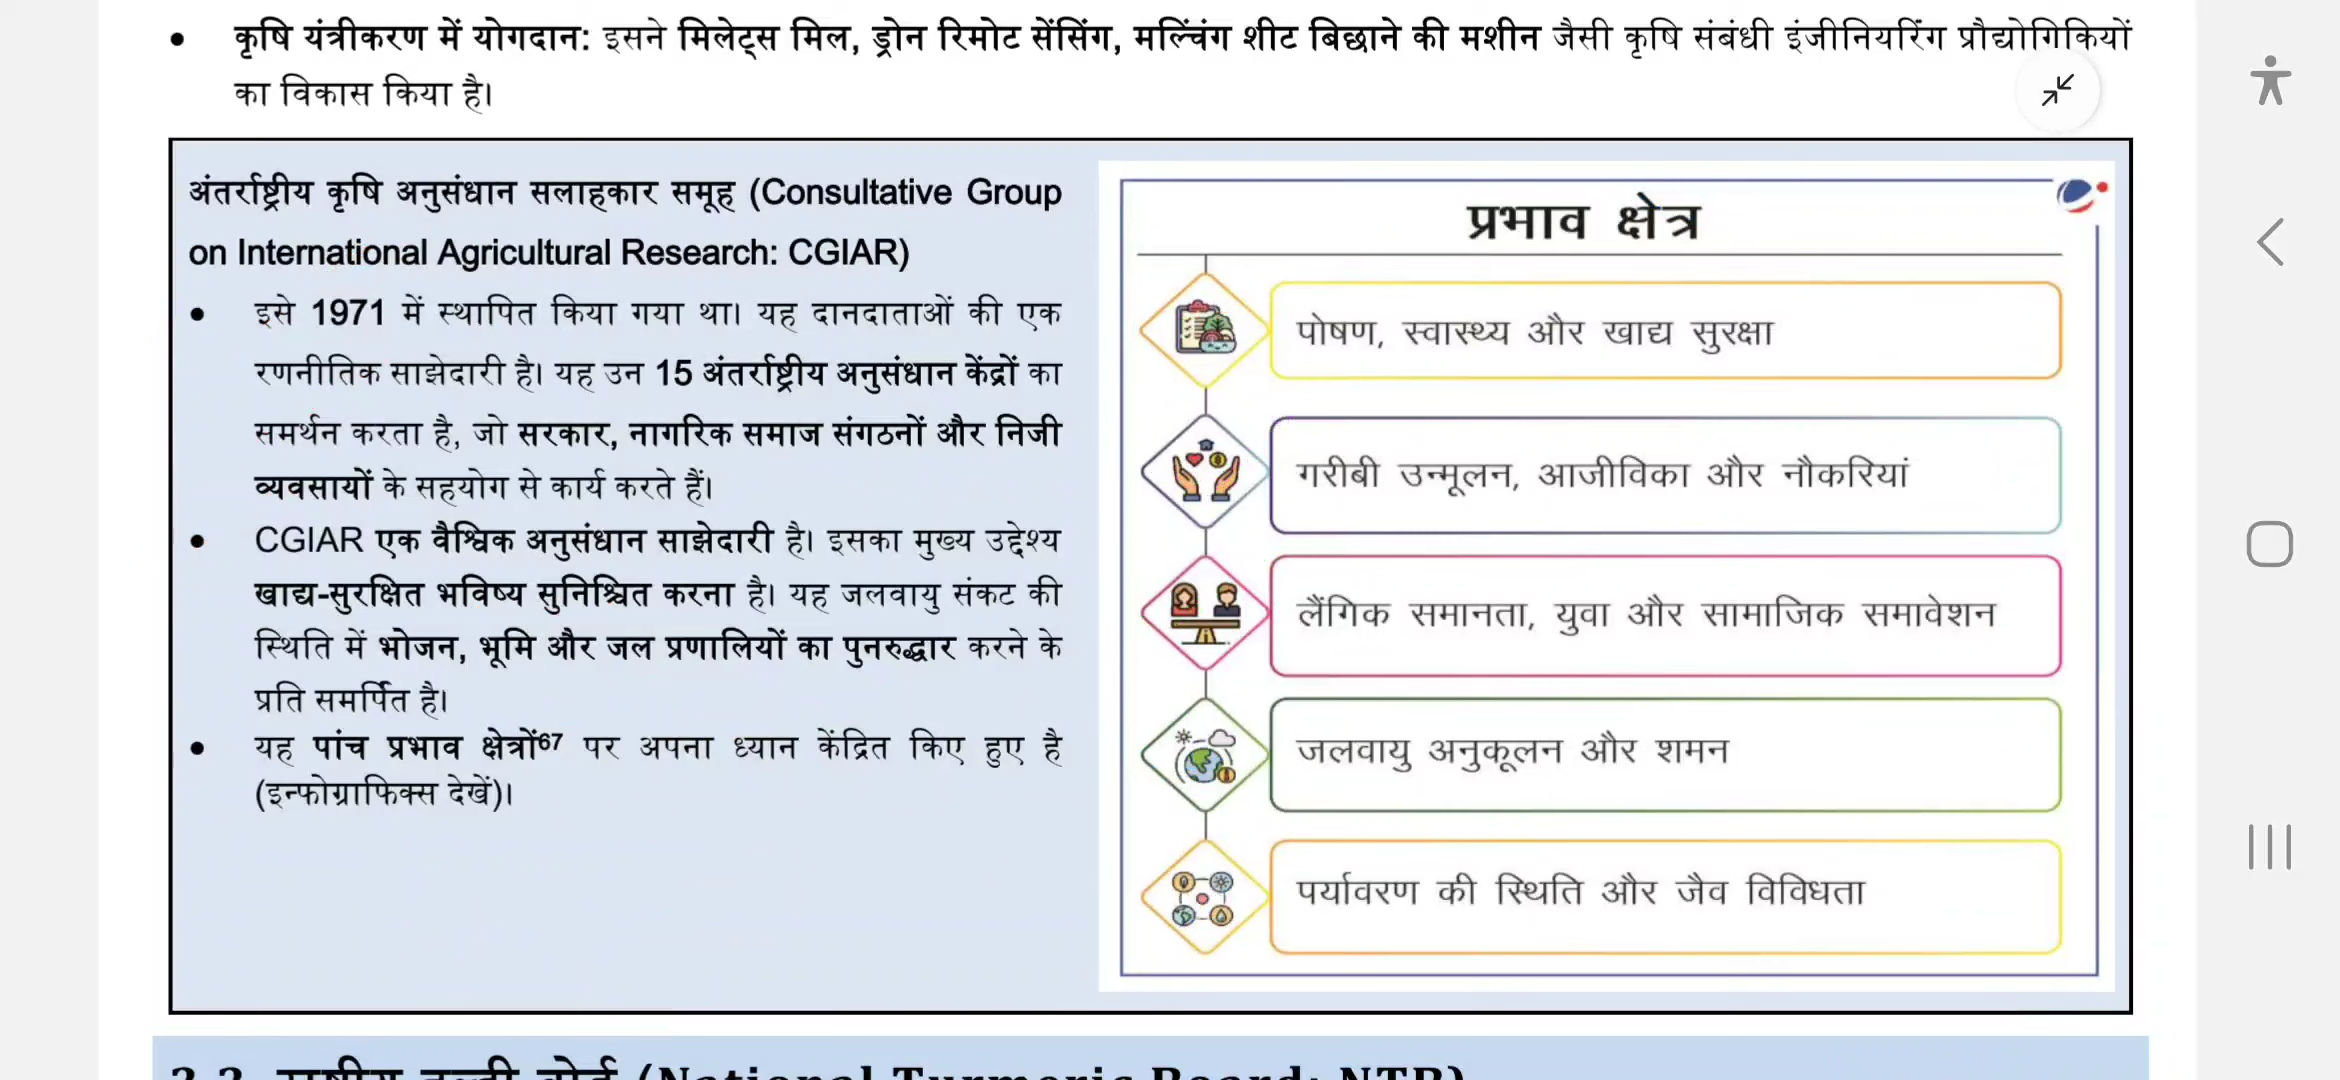 • कृषि यंत्रीकरण में योगदान: इसने मिलेट्स मिल, ड्रोन रिमोट सेंसिंग, मल्चिंग शीट बिछाने की मशीन जैसी कृषि संबंधी इंजीनियरिंग प्रौद्योगिकियों
का विकास किया है।
अंतर्राष्ट्रीय कृषि अनुसंधान सलाहकार समूह (Consultative Group
on International Agricultural Research: CGIAR)
• इसे 1971 में स्थापित किया गया था। यह दानदाताओं की एक
रणनीतिक साझेदारी है। यह उन 15 अंतर्राष्ट्रीय अनुसंधान केंद्रों का
समर्थन करता है, जो सरकार, नागरिक समाज संगठनों और निजी
व्यवसायों के सहयोग से कार्य करते हैं।
• CGIAR एक वैश्विक अनुसंधान साझेदारी है। इसका मुख्य उद्देश्य
खाद्य-सुरक्षित भविष्य सुनिश्चित करना है। यह जलवायु संकट की
स्थिति में भोजन, भूमि और जल प्रणालियों का पुनरुद्धार करने के
प्रति समर्पित है।
• यह पांच प्रभाव क्षेत्रों67 पर अपना ध्यान केंद्रित किए हुए है
(इन्फोग्राफिक्स देखें)।
प्रभाव क्षेत्र
पोषण, स्वास्थ्य और खाद्य सुरक्षा
गरीबी उन्मूलन, आजीविका और नौकरियां
लैंगिक समानता, युवा और सामाजिक समावेशन
जलवायु अनुकूलन और शमन
पर्यावरण की स्थिति और जैव विविधता
(National Turmeric Board: NTB)